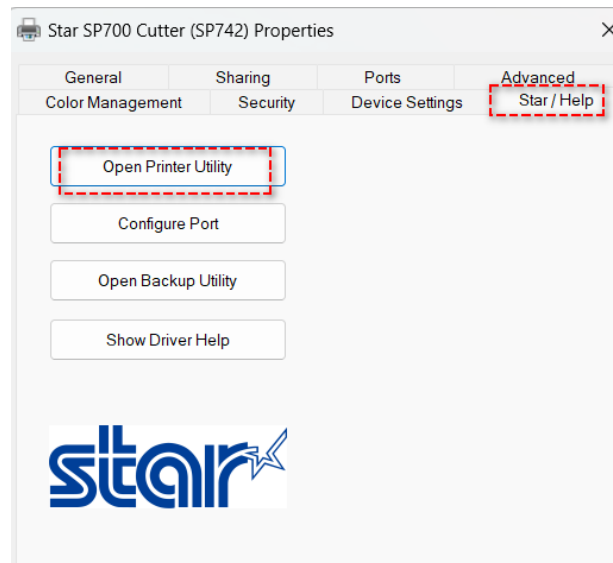 Star SP700 Cutter (SP742) Properties
General Sharing Ports Advanced
Color Management Security Device Settings Star / Help
Open Printer Utility
Configure Port
Open Backup Utility
Show Driver Help
star